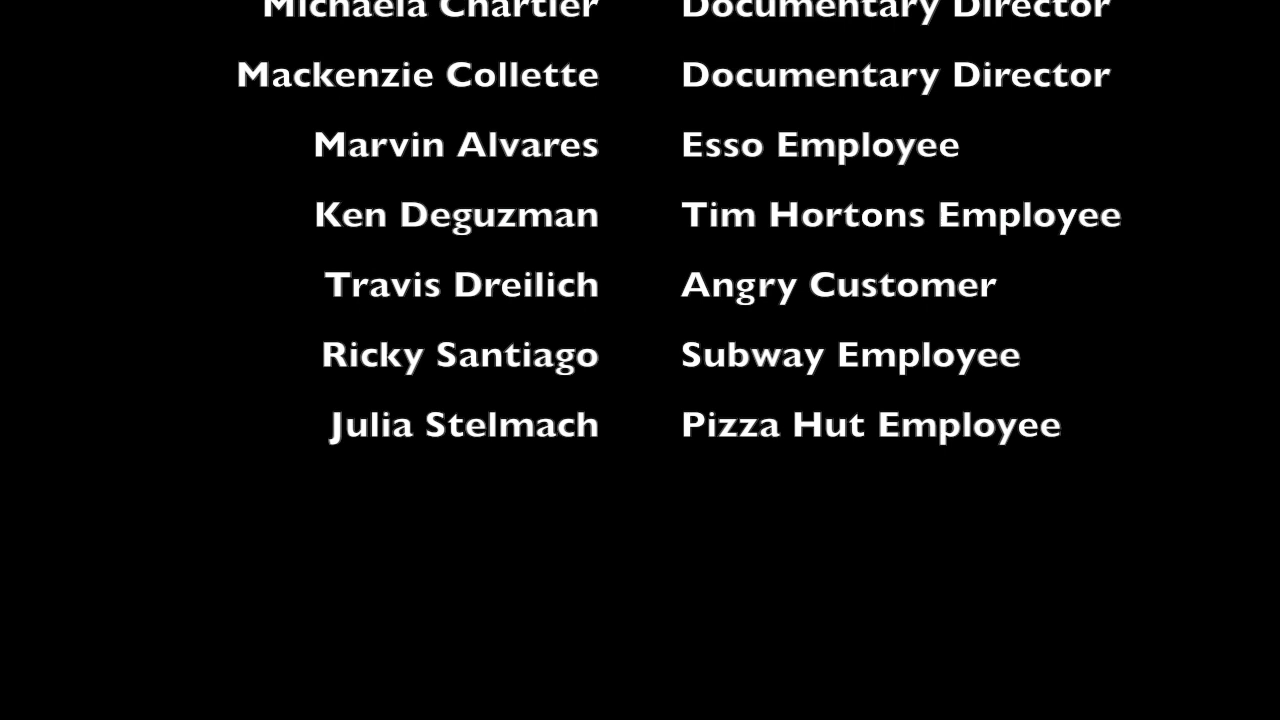 Michaela Chartier Documentary Director
Mackenzie Collette Documentary Director
Marvin Alvares Esso Employee
Ken Deguzman Tim Hortons Employee
Travis Dreilich Angry Customer
Ricky Santiago Subway Employee
Julia Stelmach Pizza Hut Employee